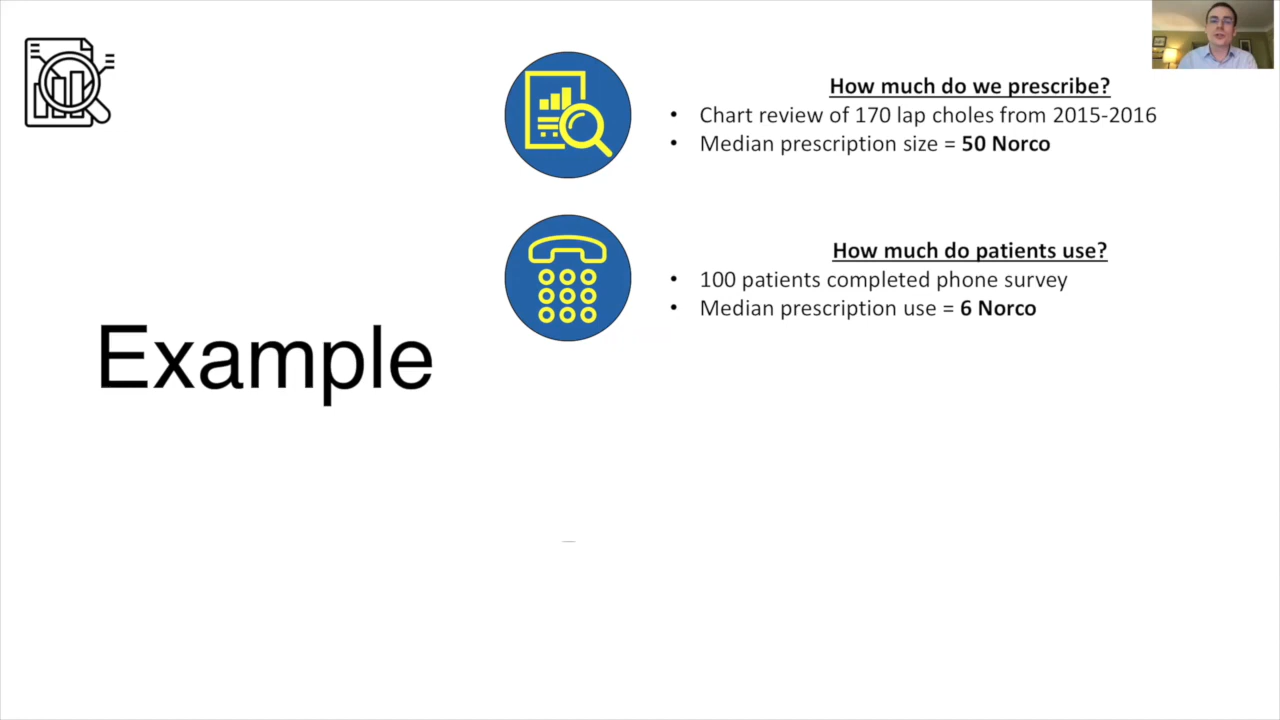 How much do we prescribe?
• Chart review of 170 lap choles from 2015-2016
• Median prescription size = 50 Norco
How much do patients use?
• 100 patients completed phone survey
• Median prescription use = 6 Norco
Example